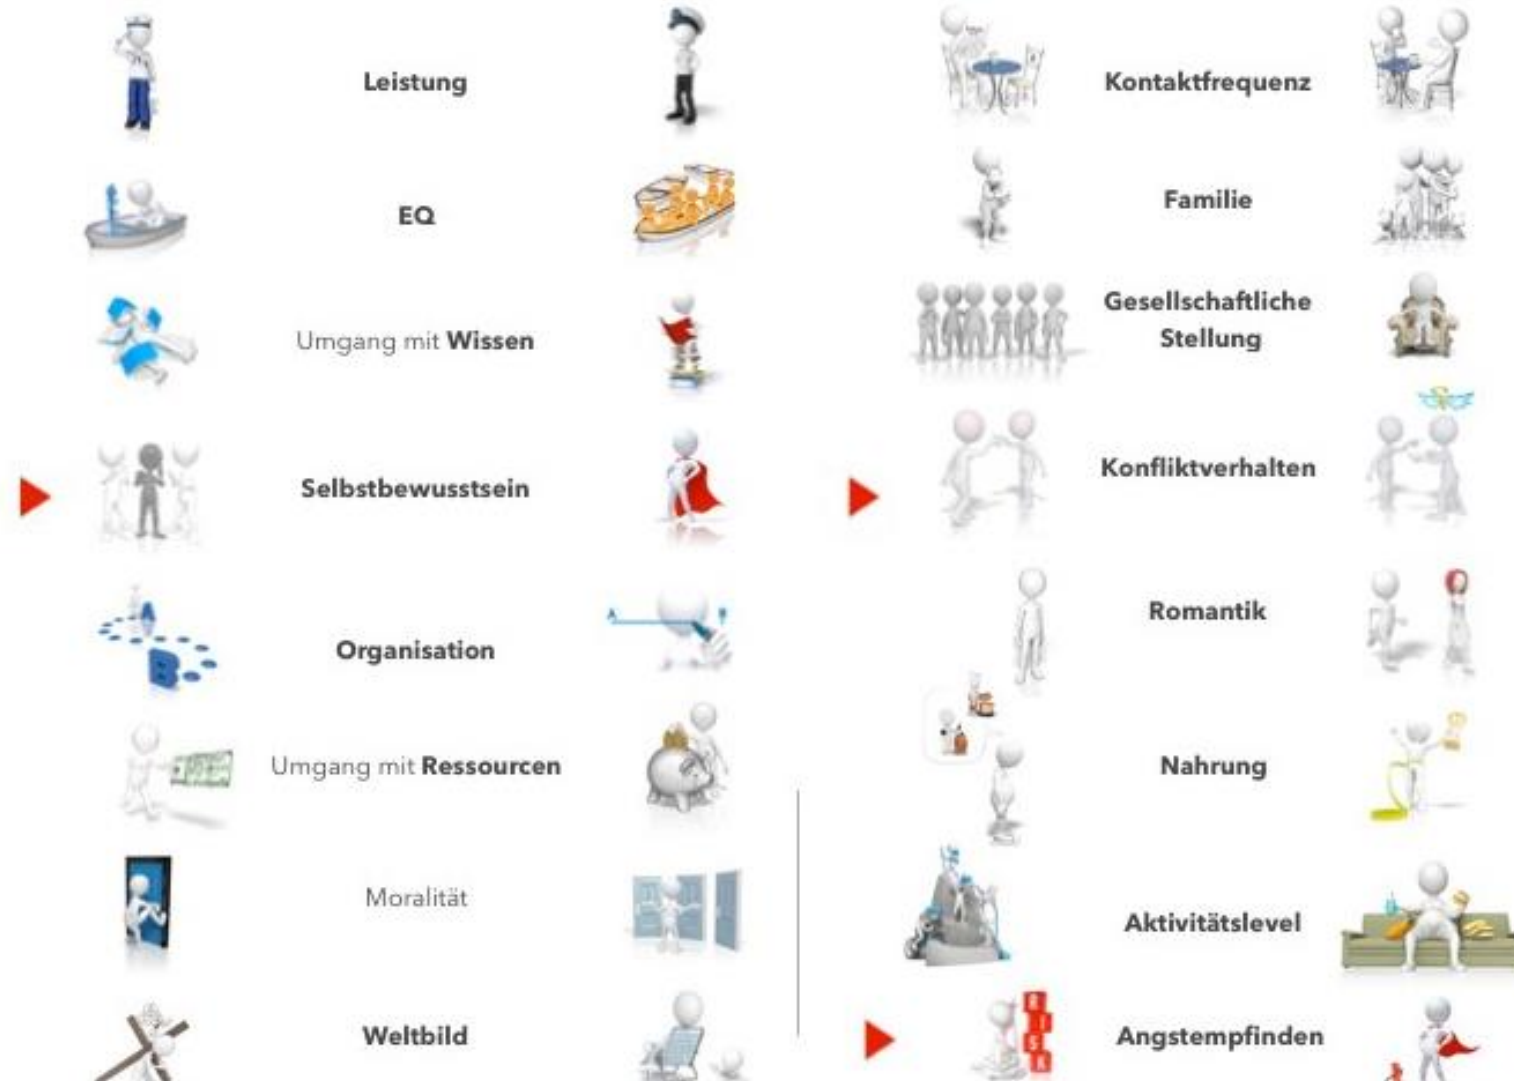 Leistung
EQ
Umgang mit Wissen
Selbstbewusstsein
A
B
Organisation
A
Umgang mit Ressourcen
Moralität
Weltbild
Kontaktfrequenz
Familie
Gesellschaftliche
Stellung
Konfliktverhalten
Romantik
Nahrung
Aktivitätslevel
R
I
S
K
Angstempfinden